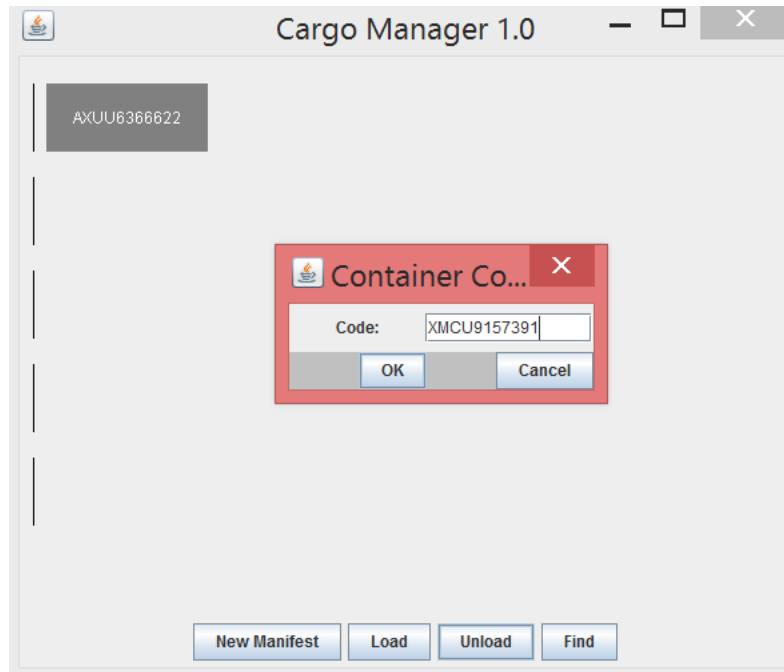 Cargo Manager 1.0
AXUU6366622
Container Co...
Code: XMCU9157391
OK Cancel
New Manifest Load Unload Find